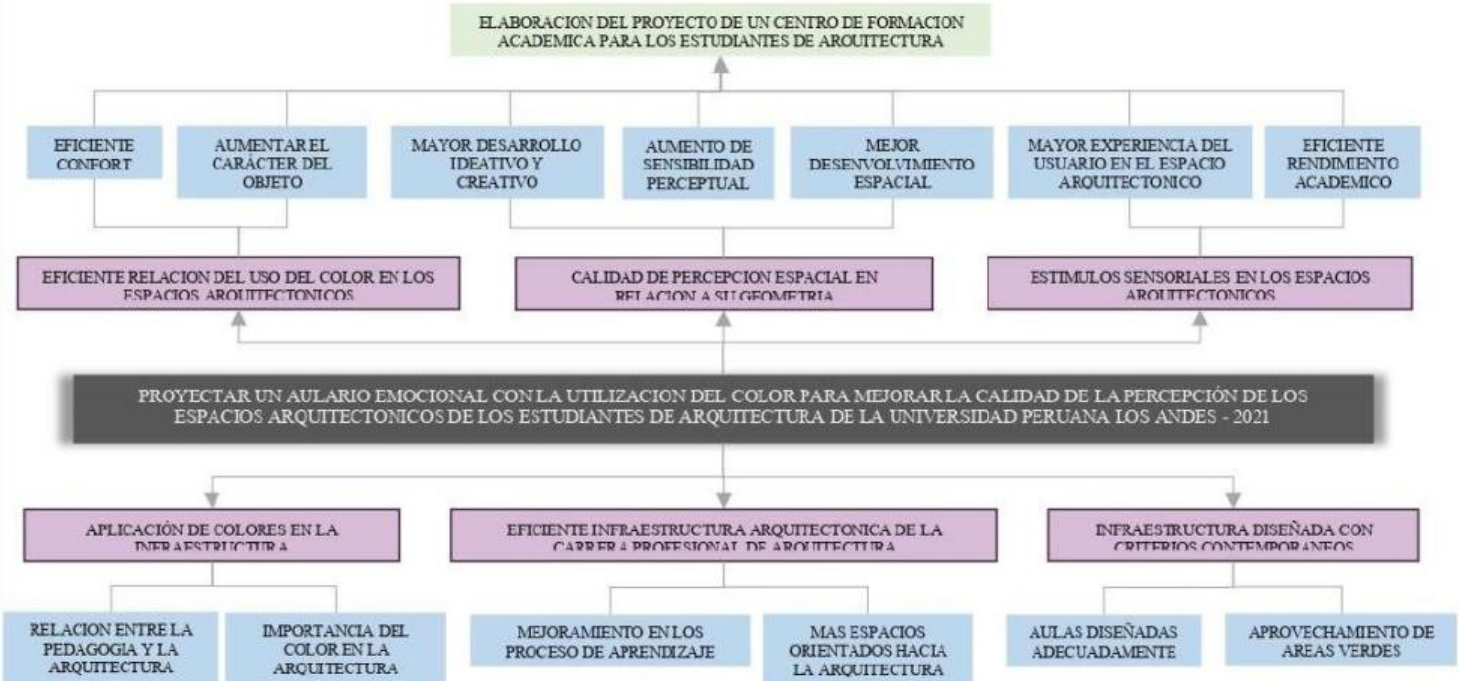 ELABORACION DEL PROYECTO DE UN CENTRO DE FORMACION
ACADEMICA PARA LOS ESTUDIANTES DE ARQUITECTURA
EFICIENTE
CONFORT
AUMENTAR EL
CARÁCTER DEL
OBJETO
MAYOR DESARROLLO
IDEATIVO Y
CREATIVO
AUMENTO DE
SENSIBILIDAD
PERCEPTUAL
MEJOR
DESENVOLVIMIENTO
ESPACIAL
MAYOR EXPERIENCIA DEL
USUARIO EN EL ESPACIO
ARQUITECTONICO
EFICIENTE
RENDIMIENTO
ACADEMICO
EFICIENTE RELACION DEL USO DEL COLOR EN LOS
ESPACIOS ARQUITECTONICOS
CALIDAD DE PERCEPCION ESPACIAL EN
RELACION A SU GEOMETRIA
ESTIMULOS SENSORIALES EN LOS ESPACIOS
ARQUITECTONICOS
PROYECTAR UN AULARIO EMOCIONAL CON LA UTILIZACION DEL COLOR PARA MEJORAR LA CALIDAD DE LA PERCEPCIÓN DE LOS
ESPACIOS ARQUITECTONICOS DE LOS ESTUDIANTES DE ARQUITECTURA DE LA UNIVERSIDAD PERUANA LOS ANDES - 2021
APLICACIÓN DE COLORES EN LA
INFRAESTRUCTURA
EFICIENTE INFRAESTRUCTURA ARQUITECTONICA DE LA
CARRERA PROFESIONAL DE ARQUITECTURA
INFRAESTRUCTURA DISEÑADA CON
CRITERIOS CONTEMPORANEOS
RELACION ENTRE LA
PEDAGOGIA Y LA
ARQUITECTURA
IMPORTANCIA DEL
COLOR EN LA
ARQUITECTURA
MEJORAMIENTO EN LOS
PROCESO DE APRENDIZAJE
MAS ESPACIOS
ORIENTADOS HACIA
LA ARQUITECTURA
AULAS DISEÑADAS
ADECUADAMENTE
APROVECHAMIENTO DE
AREAS VERDES